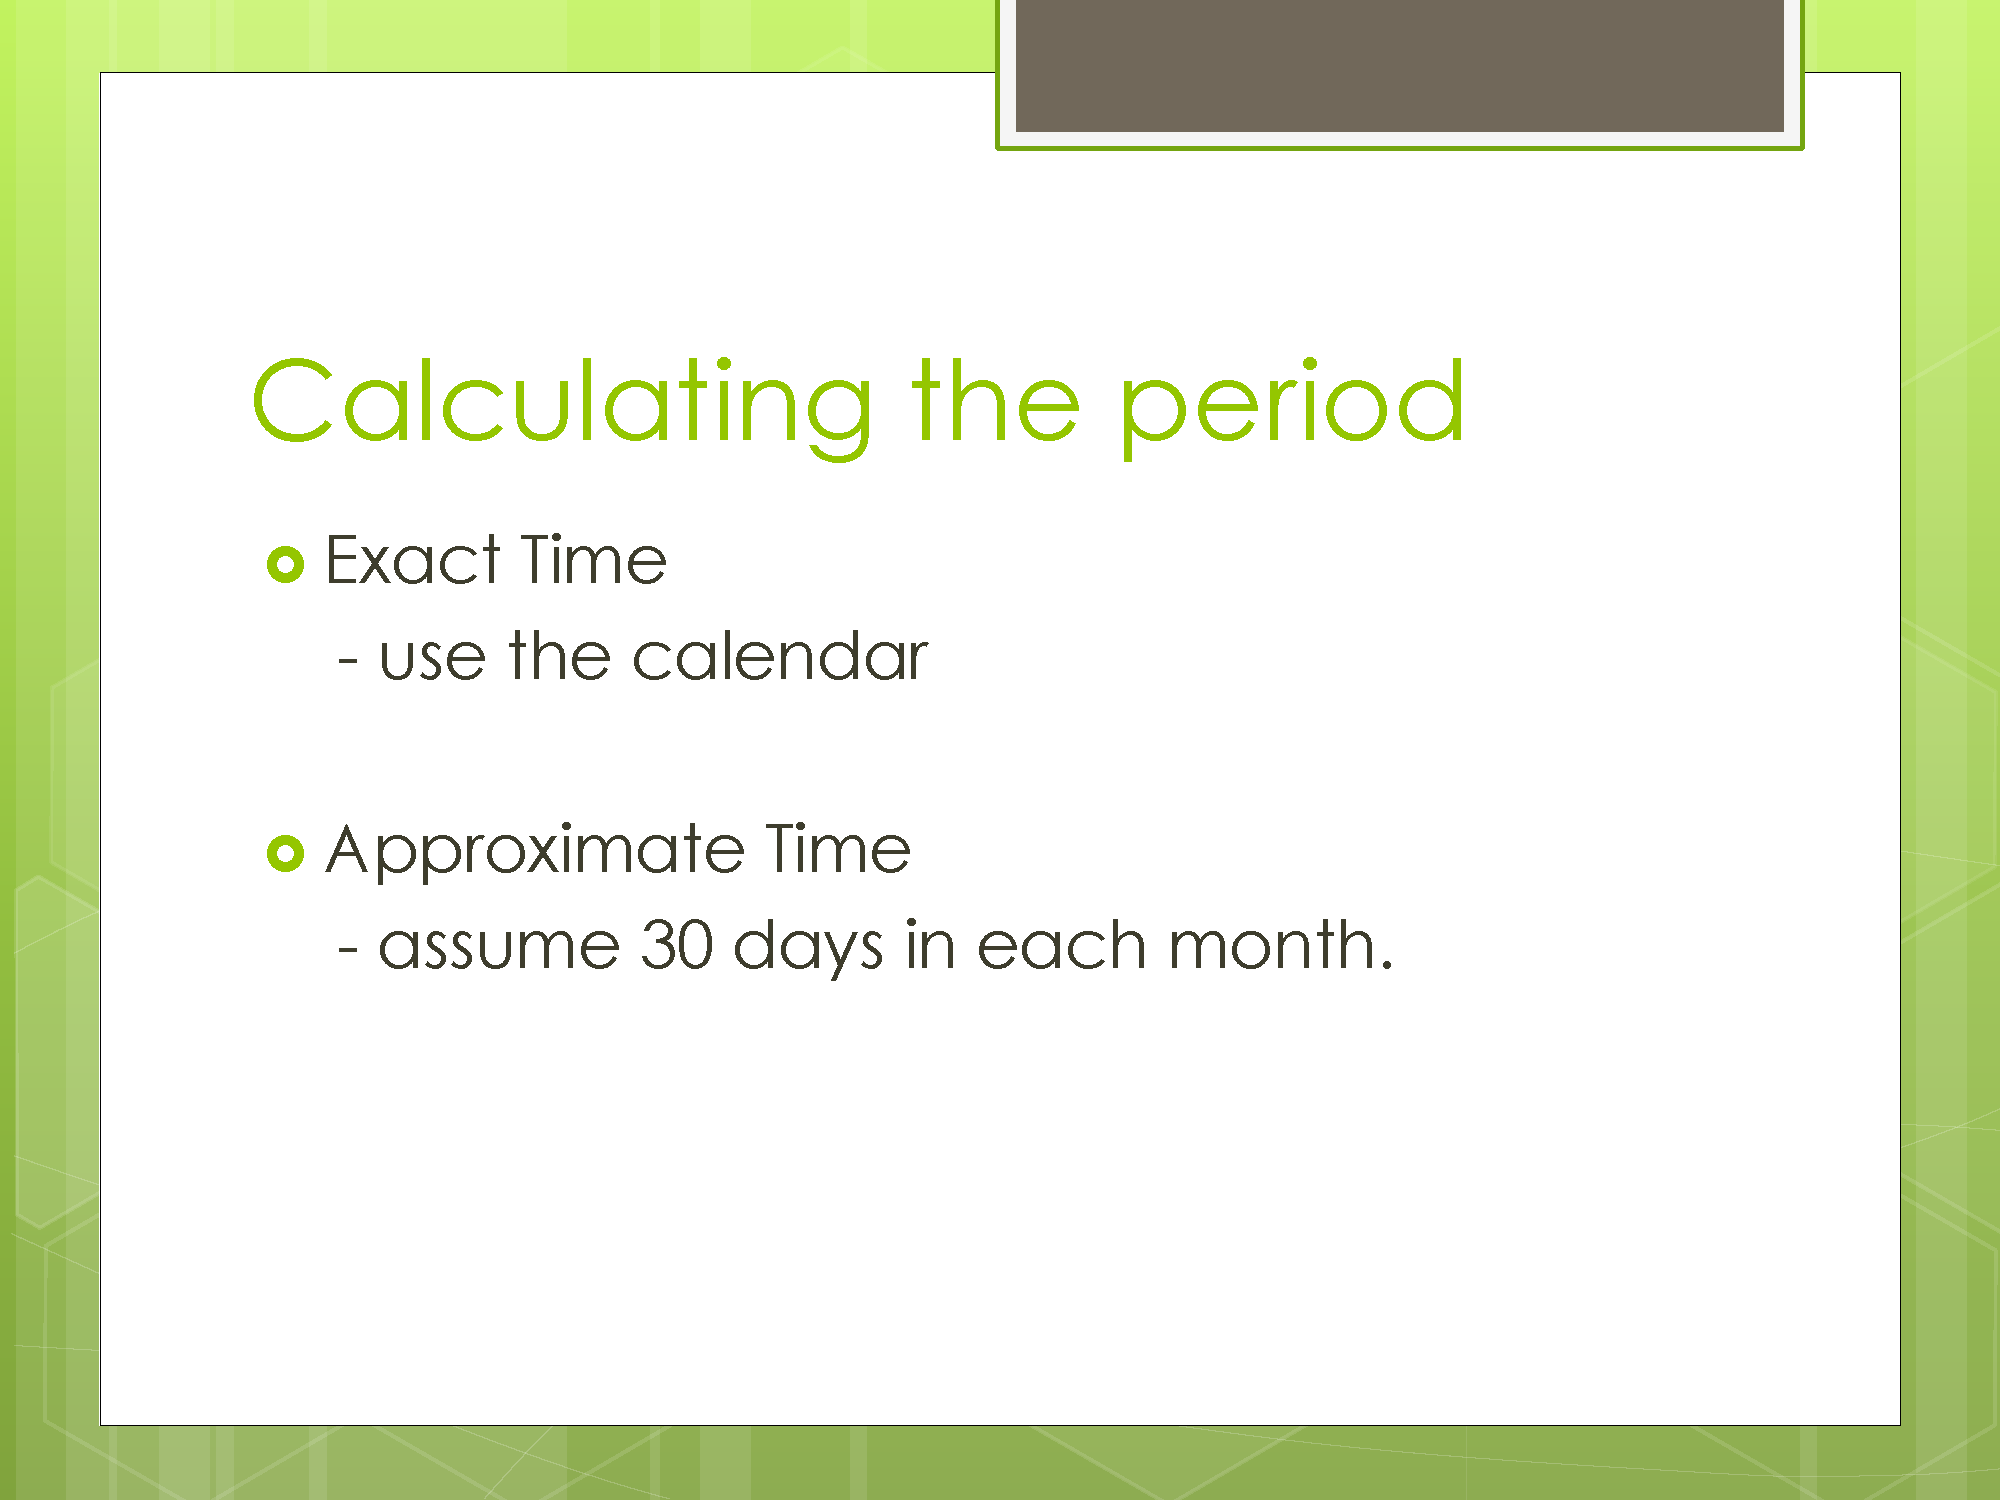 Calculating the period
Exact Time
- use the calendar
Approximate Time
- assume 30 days in each month.